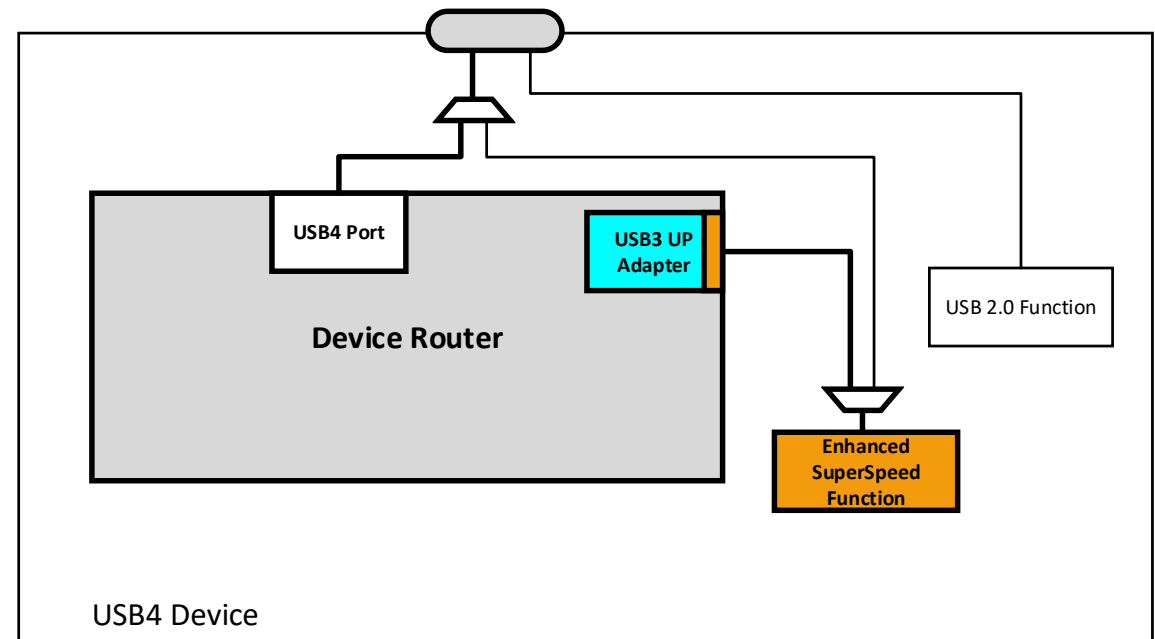 USB4 Port
USB3 UP
Adapter
USB 2.0 Function
Device Router
Enhanced
SuperSpeed
Function
USB4 Device